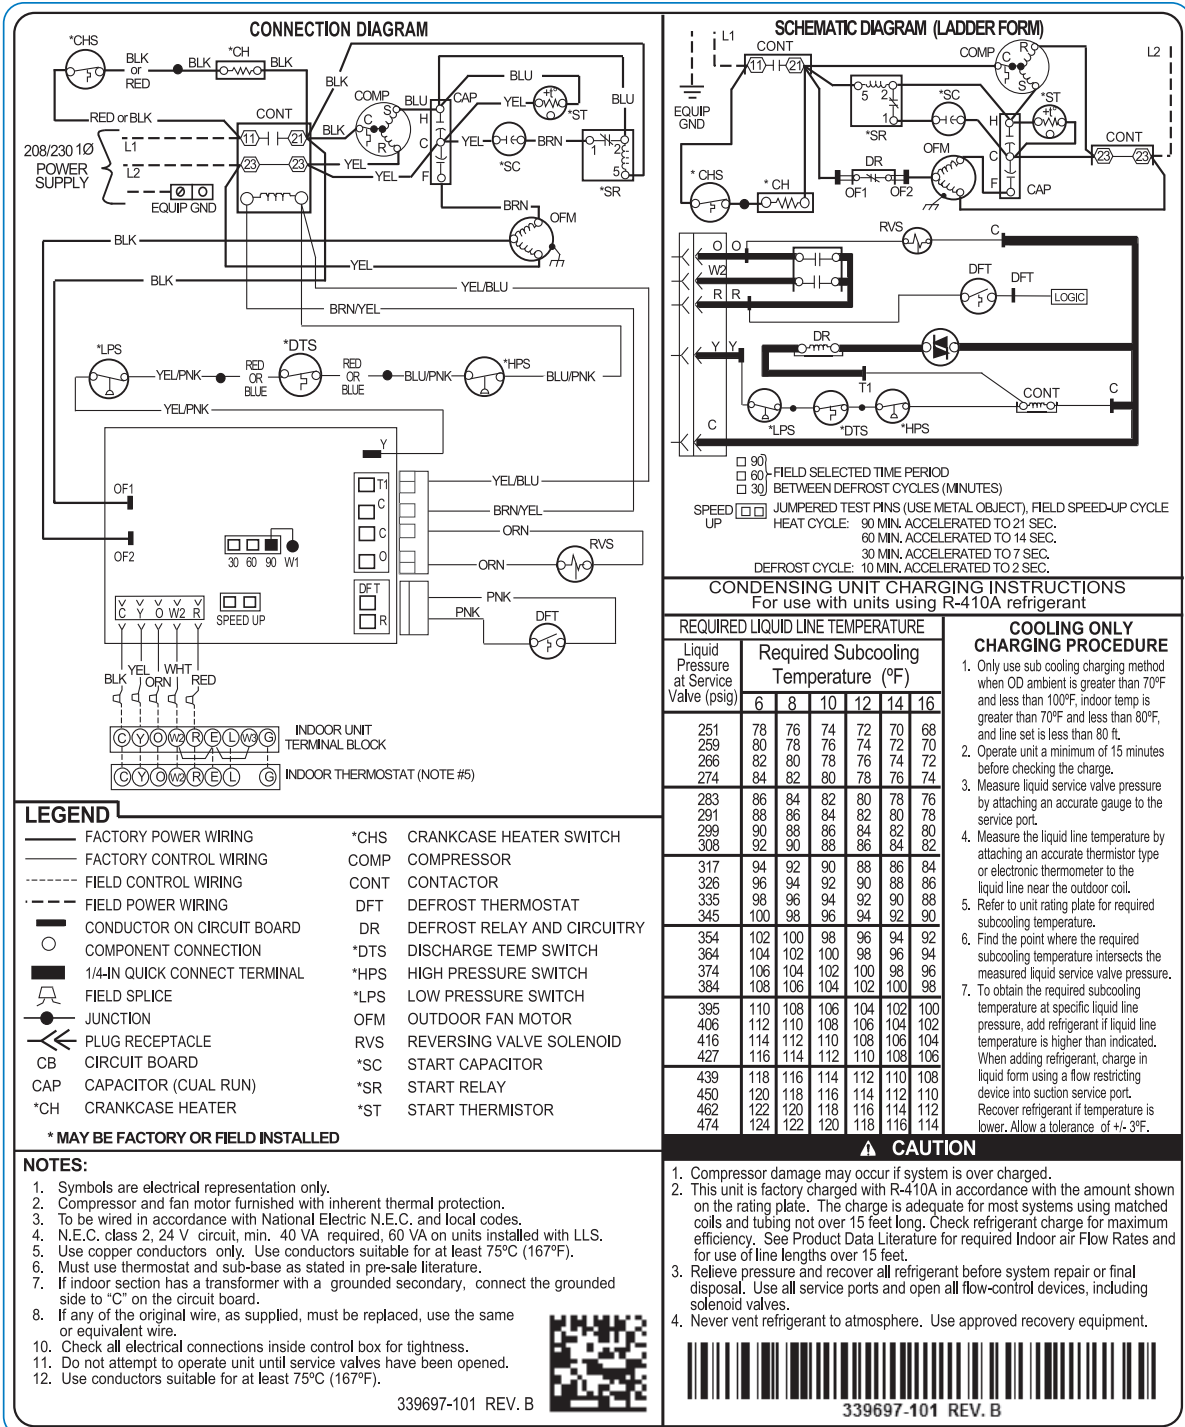 CONNECTION DIAGRAM
*CHS
BLK
or
RED
BLK
*CH
BLK
BLK
BLU
CAP
BLU
COMP
YEL
+t°
*ST
RED or BLK
CONT
BLK
C
S
R
H
C
F
YEL
BRN
*SC
1
2
5
*SR
11
21
23
23
208/230 1Ø
POWER
SUPPLY
L1
L2
YEL
YEL
EQUIP GND
BRN
OFM
BLK
YEL
BLK
YEL/BLU
BRN/YEL
*LPS
*DTS
*HPS
YEL/PNK
RED
OR
BLUE
RED
OR
BLUE
BLU/PNK
BLU/PNK
YEL/PNK
Y
OF1
OF2
T1
C
C
O
YEL/BLU
BRN/YEL
ORN
ORN
RVS
30 60 90 W1
DFT
R
PNK
PNK
DFT
C Y O W2 R
SPEED UP
BLK
YEL
ORN
WHT
RED
C Y O W2 R E L W3 G
INDOOR UNIT
TERMINAL BLOCK
C Y O W2 R E L G
INDOOR THERMOSTAT (NOTE #5)
LEGEND
FACTORY POWER WIRING
FACTORY CONTROL WIRING
FIELD CONTROL WIRING
FIELD POWER WIRING
CONDUCTOR ON CIRCUIT BOARD
COMPONENT CONNECTION
1/4-IN QUICK CONNECT TERMINAL
FIELD SPLICE
JUNCTION
PLUG RECEPTACLE
CB CIRCUIT BOARD
CAP CAPACITOR (CUAL RUN)
*CH CRANKCASE HEATER
*CHS CRANKCASE HEATER SWITCH
COMP COMPRESSOR
CONT CONTACTOR
DFT DEFROST THERMOSTAT
DR DEFROST RELAY AND CIRCUITRY
*DTS DISCHARGE TEMP SWITCH
*HPS HIGH PRESSURE SWITCH
*LPS LOW PRESSURE SWITCH
OFM OUTDOOR FAN MOTOR
RVS REVERSING VALVE SOLENOID
*SC START CAPACITOR
*SR START RELAY
*ST START THERMISTOR
* MAY BE FACTORY OR FIELD INSTALLED
NOTES:
1. Symbols are electrical representation only.
2. Compressor and fan motor furnished with inherent thermal protection.
3. To be wired in accordance with National Electric N.E.C. and local codes.
4. N.E.C. class 2, 24 V circuit, min. 40 VA required, 60 VA on units installed with LLS.
5. Use copper conductors only. Use conductors suitable for at least 75ºC (167ºF).
6. Must use thermostat and sub-base as stated in pre-sale literature.
7. If indoor section has a transformer with a grounded secondary, connect the grounded
side to “C” on the circuit board.
8. If any of the original wire, as supplied, must be replaced, use the same
or equivalent wire.
10. Check all electrical connections inside control box for tightness.
11. Do not attempt to operate unit until service valves have been opened.
12. Use conductors suitable for at least 75ºC (167ºF).
339697-101 REV. B
SCHEMATIC DIAGRAM (LADDER FORM)
L1
CONT
11
21
COMP
R
C
S
L2
EQUIP
GND
5
2
1
*SR
*SC
H
C
F
+t°
*ST
CONT
23
23
OFM
DR
OF1
OF2
CAP
*CHS
*CH
RVS
C
O O
W2
R R
DFT
DFT
LOGIC
DR
Y Y
T1
CONT
C
*LPS
*DTS
*HPS
C
90
60
30
FIELD SELECTED TIME PERIOD
BETWEEN DEFROST CYCLES (MINUTES)
SPEED
UP
JUMPERED TEST PINS (USE METAL OBJECT), FIELD SPEED-UP CYCLE
HEAT CYCLE: 90 MIN. ACCELERATED TO 21 SEC.
60 MIN. ACCELERATED TO 14 SEC.
30 MIN. ACCELERATED TO 7 SEC.
DEFROST CYCLE: 10 MIN. ACCELERATED TO 2 SEC.
CONDENSING UNIT CHARGING INSTRUCTIONS
For use with units using R-410A refrigerant
REQUIRED LIQUID LINE TEMPERATURE
Liquid
Pressure
at Service
Valve (psig)
Required Subcooling
Temperature (ºF)
6 8 10 12 14 16
251 78 76 74 72 70 68
259 80 78 76 74 72 70
266 82 80 78 76 74 72
274 84 82 80 78 76 74
283 86 84 82 80 78 76
291 88 86 84 82 80 78
299 90 88 86 84 82 80
308 92 90 88 86 84 82
317 94 92 90 88 86 84
326 96 94 92 90 88 86
335 98 96 94 92 90 88
345 100 98 96 94 92 90
354 102 100 98 96 94 92
364 104 102 100 98 96 94
374 106 104 102 100 98 96
384 108 106 104 102 100 98
395 110 108 106 104 102 100
406 112 110 108 106 104 102
416 114 112 110 108 106 104
427 116 114 112 110 108 106
439 118 116 114 112 110 108
450 120 118 116 114 112 110
462 122 120 118 116 114 112
474 124 122 120 118 116 114
COOLING ONLY
CHARGING PROCEDURE
1. Only use sub cooling charging method
when OD ambient is greater than 70ºF
and less than 100ºF, indoor temp is
greater than 70ºF and less than 80ºF,
and line set is less than 80 ft.
2. Operate unit a minimum of 15 minutes
before checking the charge.
3. Measure liquid service valve pressure
by attaching an accurate gauge to the
service port.
4. Measure the liquid line temperature by
attaching an accurate thermistor type
or electronic thermometer to the
liquid line near the outdoor coil.
5. Refer to unit rating plate for required
subcooling temperature.
6. Find the point where the required
subcooling temperature intersects the
measured liquid service valve pressure.
7. To obtain the required subcooling
temperature at specific liquid line
pressure, add refrigerant if liquid line
temperature is higher than indicated.
When adding refrigerant, charge in
liquid form using a flow restricting
device into suction service port.
Recover refrigerant if temperature is
lower. Allow a tolerance of +/- 3ºF.
CAUTION
1. Compressor damage may occur if system is over charged.
2. This unit is factory charged with R-410A in accordance with the amount shown
on the rating plate. The charge is adequate for most systems using matched
coils and tubing not over 15 feet long. Check refrigerant charge for maximum
efficiency. See Product Data Literature for required Indoor air Flow Rates and
for use of line lengths over 15 feet.
3. Relieve pressure and recover all refrigerant before system repair or final
disposal. Use all service ports and open all flow-control devices, including
solenoid valves.
4. Never vent refrigerant to atmosphere. Use approved recovery equipment.
339697-101 REV. B